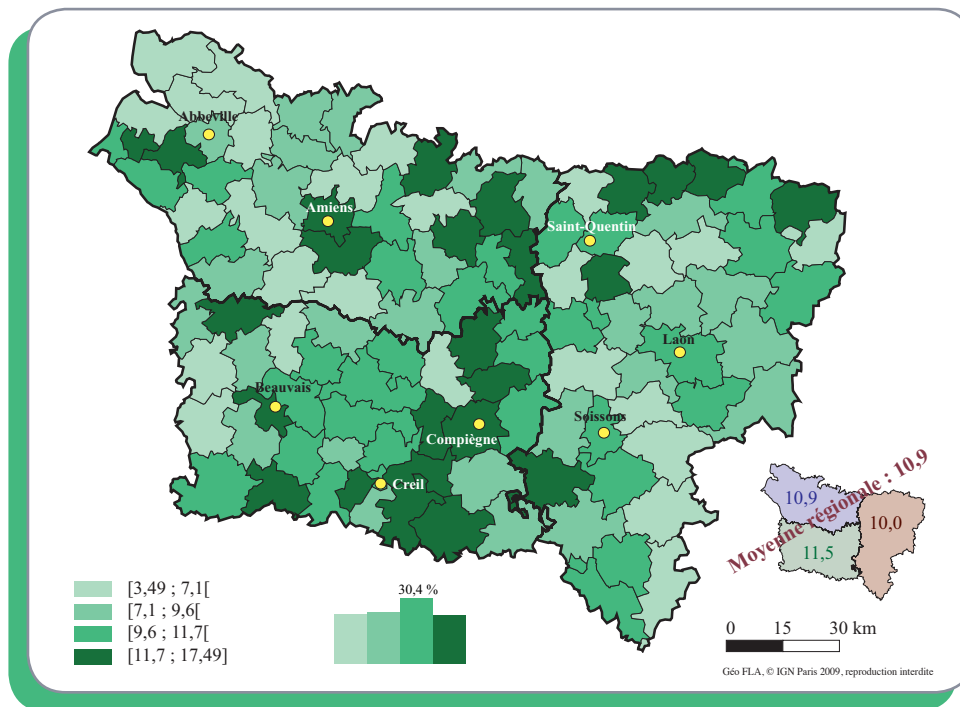 Abbeville
Amiens
Saint-Quentin
Laon
Beauvais
Soissons
Compiègne
Creil
Moyenne régionale : 10,9
10,9
10,0
11,5
[3,49 ; 7,1[
[7,1 ; 9,6[
[9,6 ; 11,7[
[11,7 ; 17,49]
30,4 %
0 15 30 km
Géo FLA, © IGN Paris 2009, reproduction interdite